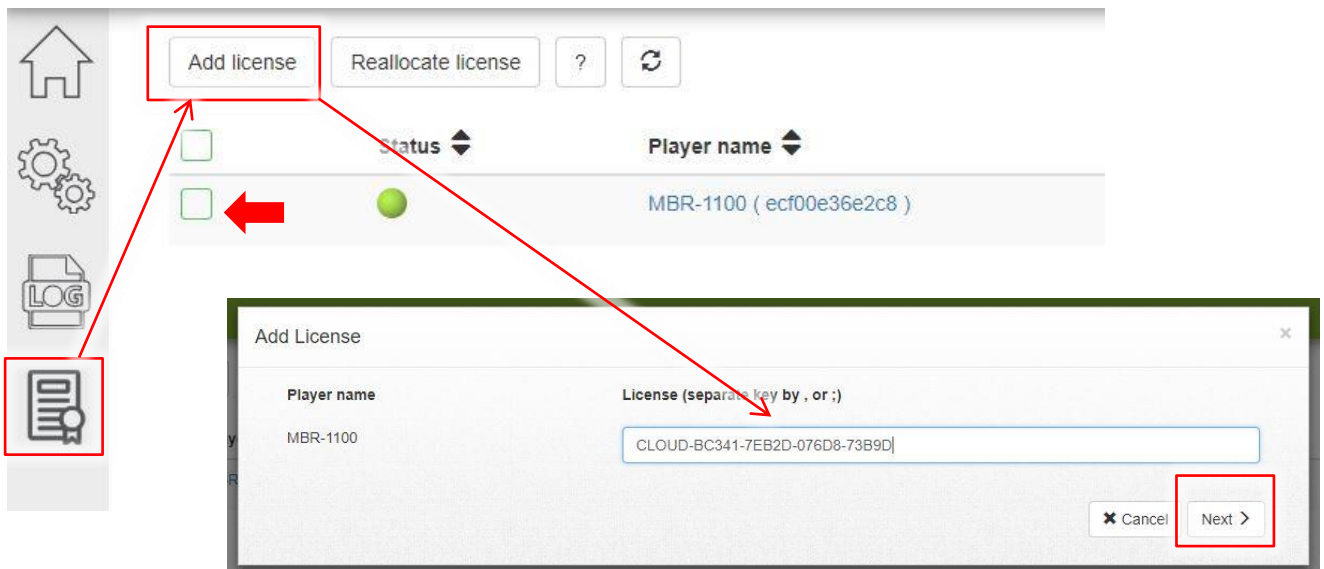 Add license Reallocate license ?
Status Player name
MBR-1100 ( ecf00e36e2c8 )
LOG
Add License ×
Player name License (separate key by , or ;)
MBR-1100 CLOUD-BC341-7EB2D-076D8-73B9D
Cancel Next >